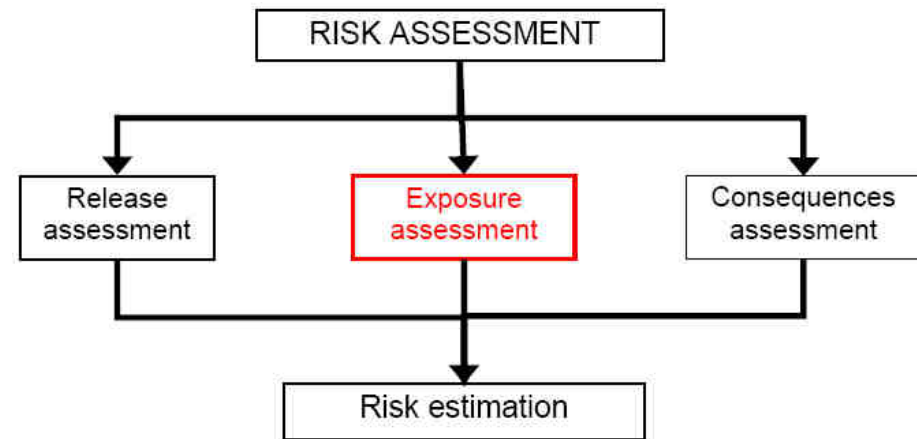 RISK ASSESSMENT
Release
assessment
Exposure
assessment
Consequences
assessment
Risk estimation